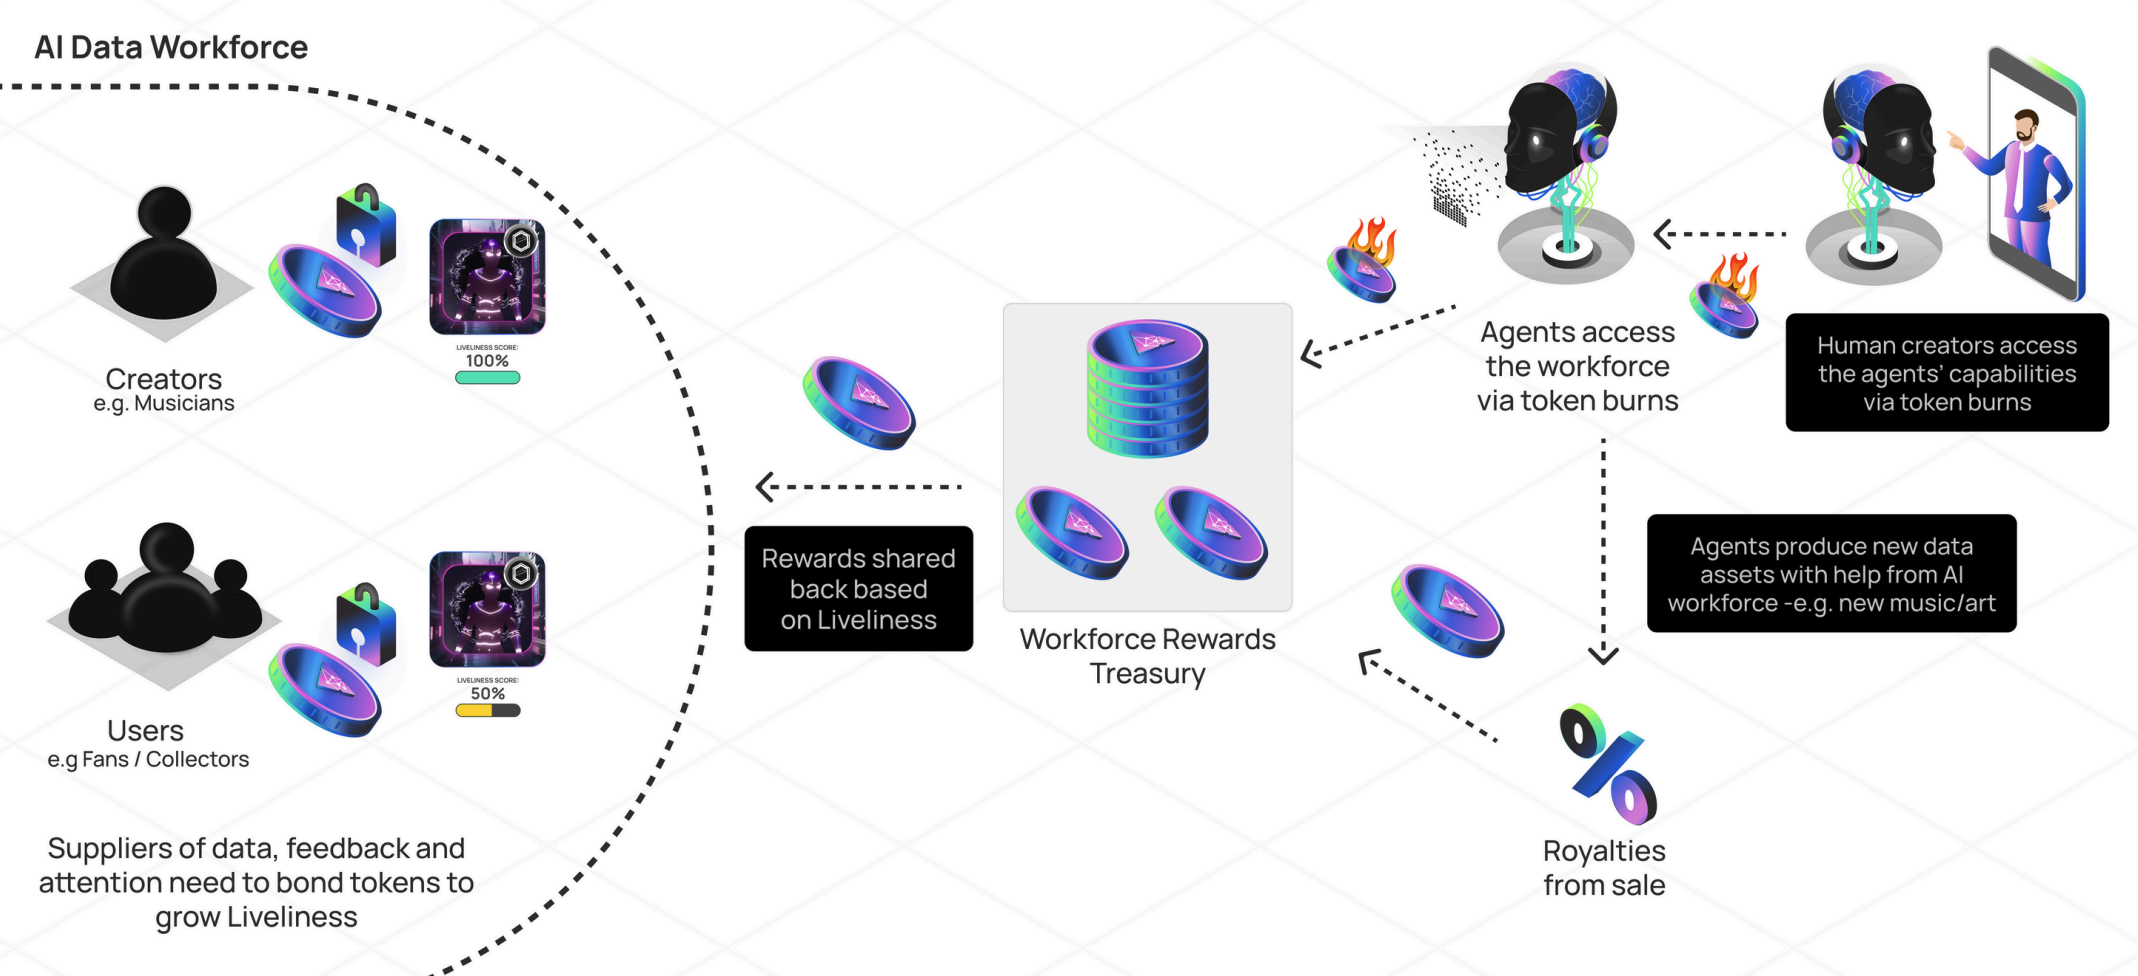 AI Data Workforce
LIVELINESS SCORE:
100%
Creators
e.g. Musicians
LIVELINESS SCORE:
50%
Users
e.g Fans / Collectors
Suppliers of data, feedback and
attention need to bond tokens to
grow Liveliness
Rewards shared
back based
on Liveliness
Workforce Rewards
Treasury
Agents access
the workforce
via token burns
Human creators access
the agents’ capabilities
via token burns
Agents produce new data
assets with help from AI
workforce -e.g. new music/art
%
Royalties
from sale